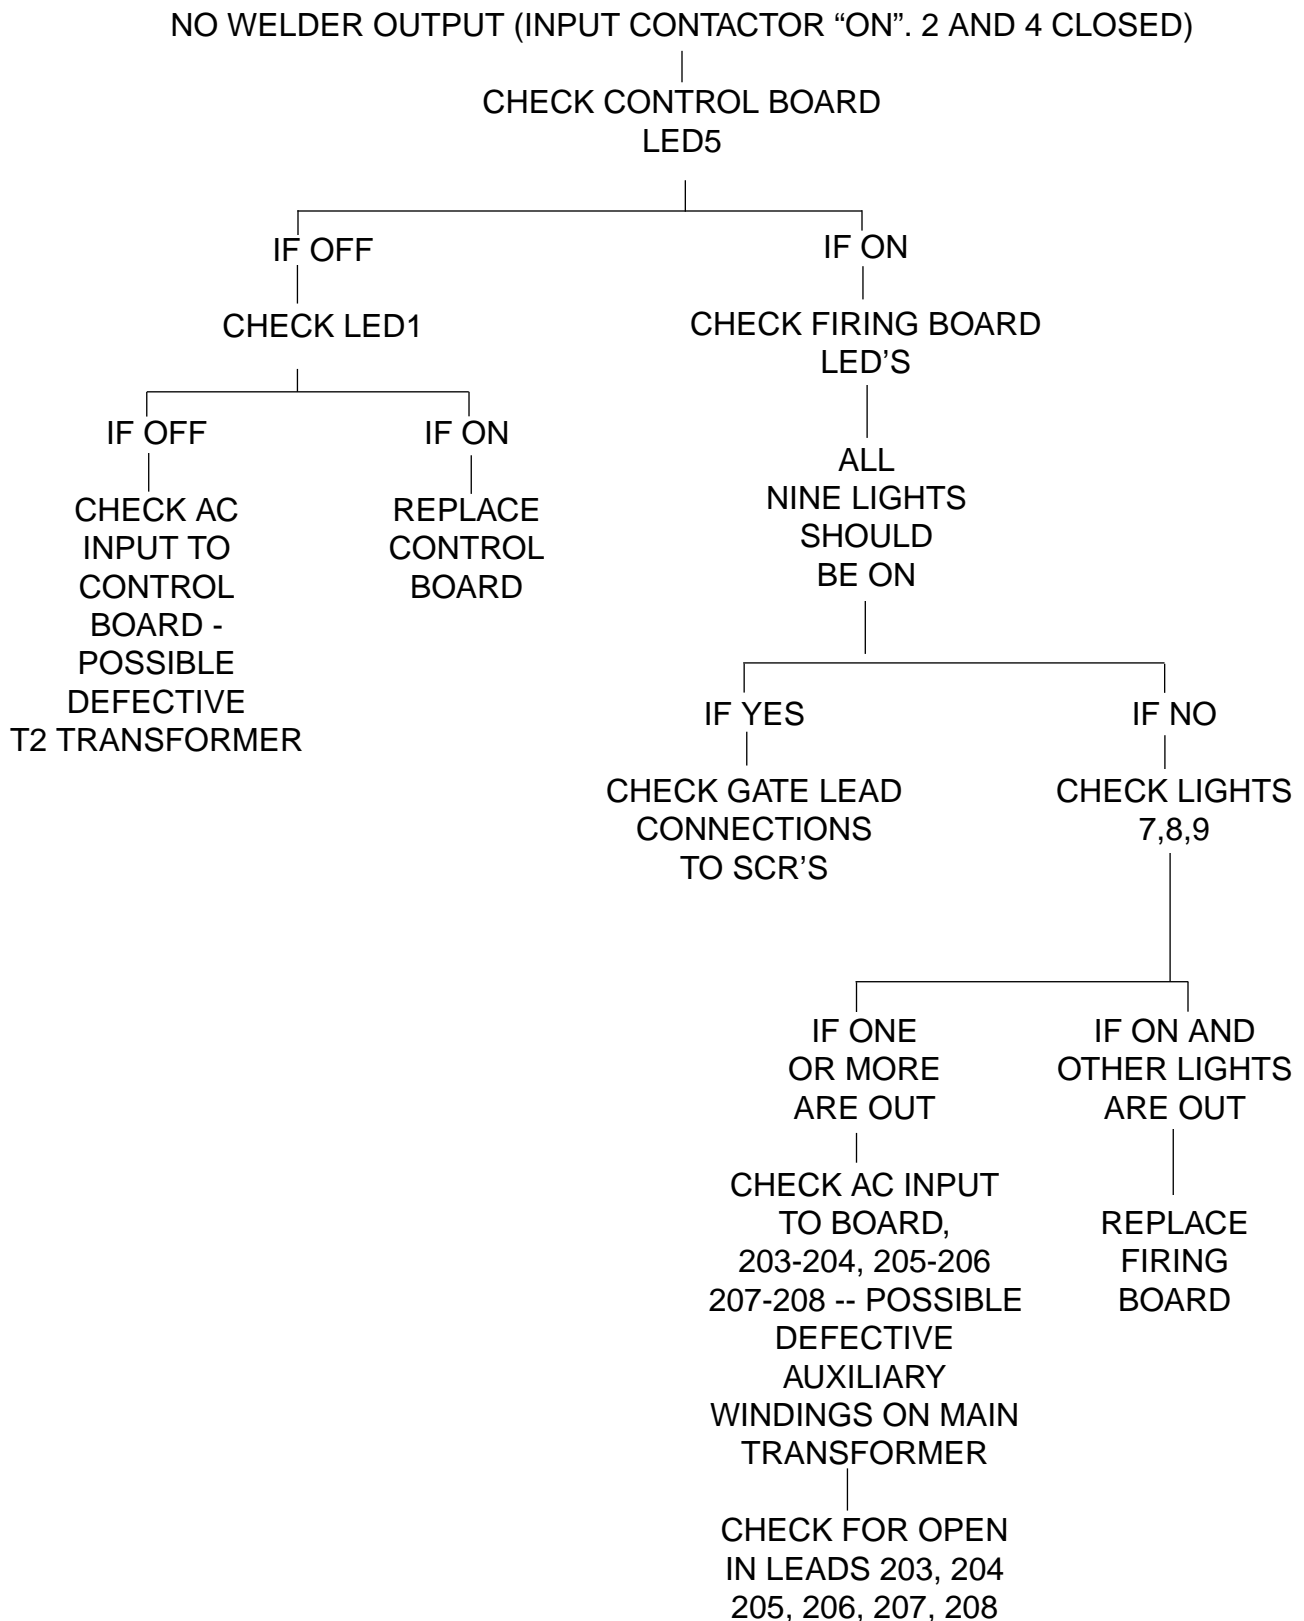 NO WELDER OUTPUT (INPUT CONTACTOR “ON”. 2 AND 4 CLOSED)
CHECK CONTROL BOARD
LED5
IF OFF
CHECK LED1
IF OFF
CHECK AC
INPUT TO
CONTROL
BOARD -
POSSIBLE
DEFECTIVE
T2 TRANSFORMER
IF ON
REPLACE
CONTROL
BOARD
IF ON
CHECK FIRING BOARD
LED’S
ALL
NINE LIGHTS
SHOULD
BE ON
IF YES
CHECK GATE LEAD
CONNECTIONS
TO SCR’S
IF NO
CHECK LIGHTS
7,8,9
IF ONE
OR MORE
ARE OUT
CHECK AC INPUT
TO BOARD,
203-204, 205-206
207-208 -- POSSIBLE
DEFECTIVE
AUXILIARY
WINDINGS ON MAIN
TRANSFORMER
CHECK FOR OPEN
IN LEADS 203, 204
205, 206, 207, 208
IF ON AND
OTHER LIGHTS
ARE OUT
REPLACE
FIRING
BOARD